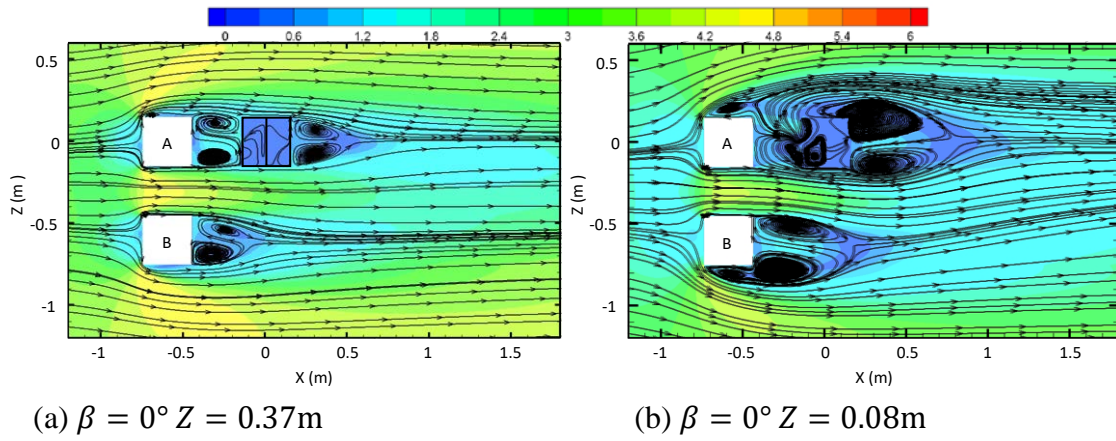 0 0.6 1.2 1.8 2.4 3 3.6 4.2 4.8 5.4 6
0.5
0
-0.5
-1
Z (m)
A
B
-1 -0.5 0 0.5 1 1.5
X (m)
0.5
0
-0.5
-1
Z (m)
A
B
-1 -0.5 0 0.5 1 1.5
X (m)
(a) β = 0° Z = 0.37m
(b) β = 0° Z = 0.08m